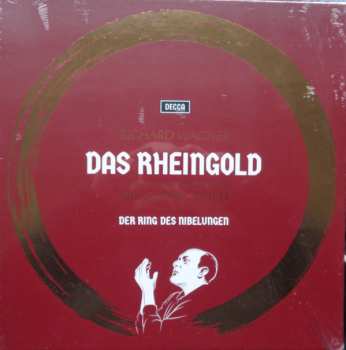 DECCA
RICHARD WAGNER
DAS RHEINGOLD
DER RING DES NIBELUNGEN